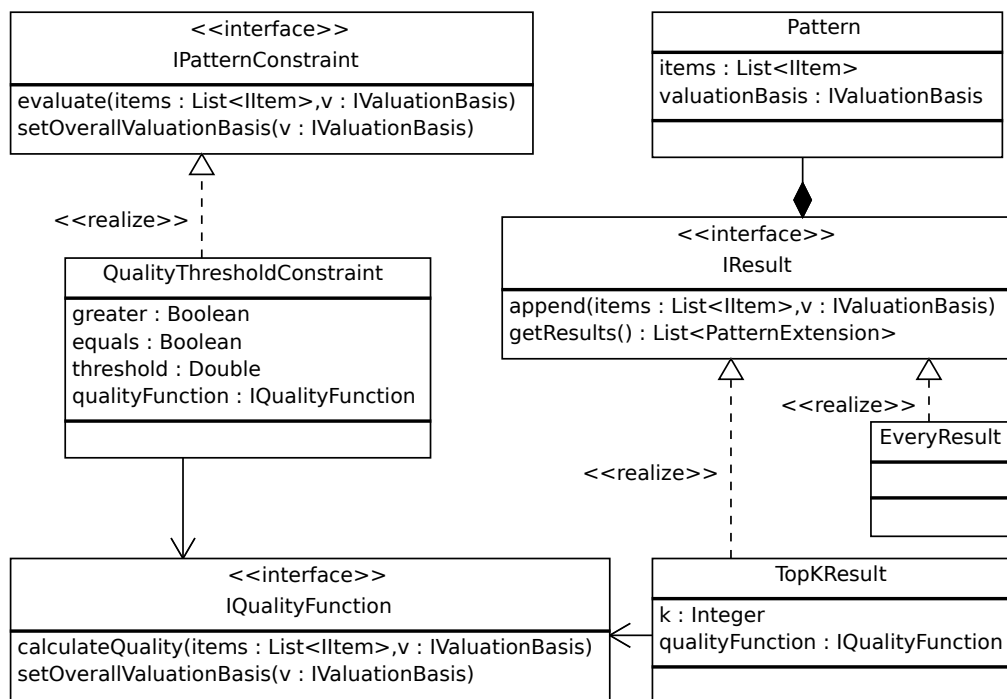 <<interface>>
IPatternConstraint
evaluate(items : List<IItem>,v : IValuationBasis)
setOverallValuationBasis(v : IValuationBasis)
Pattern
items : List<IItem>
valuationBasis : IValuationBasis
<<realize>>
<<interface>>
IResult
append(items : List<IItem>,v : IValuationBasis)
getResults() : List<PatternExtension>
QualityThresholdConstraint
greater : Boolean
equals : Boolean
threshold : Double
qualityFunction : IQualityFunction
<<realize>>
EveryResult
<<realize>>
<<interface>>
IQualityFunction
calculateQuality(items : List<IItem>,v : IValuationBasis)
setOverallValuationBasis(v : IValuationBasis)
TopKResult
k : Integer
qualityFunction : IQualityFunction